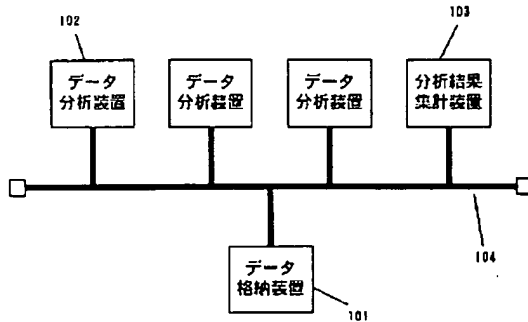 102
103
データ
分析装置
データ
分析装置
データ
分析装置
分析結果
集計装置
104
データ
格納装置
101